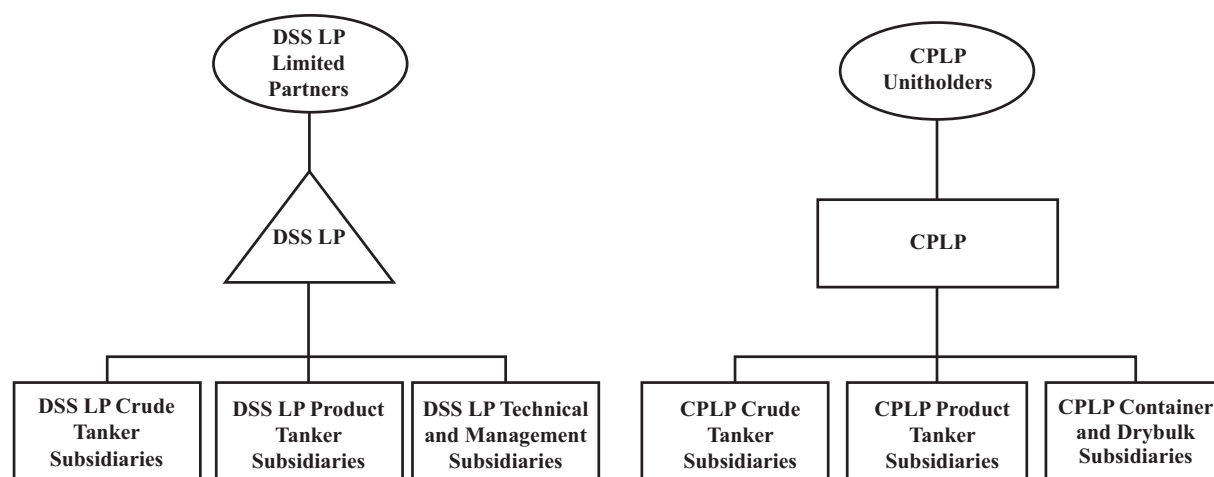 DSS LP
Limited
Partners
CPLP
Unitholders
DSS LP
CPLP
DSS LP Crude
Tanker
Subsidiaries
DSS LP Product
Tanker
Subsidiaries
DSS LP Technical
and Management
Subsidiaries
CPLP Crude
Tanker
Subsidiaries
CPLP Product
Tanker
Subsidiaries
CPLP Container
and Drybulk
Subsidiaries